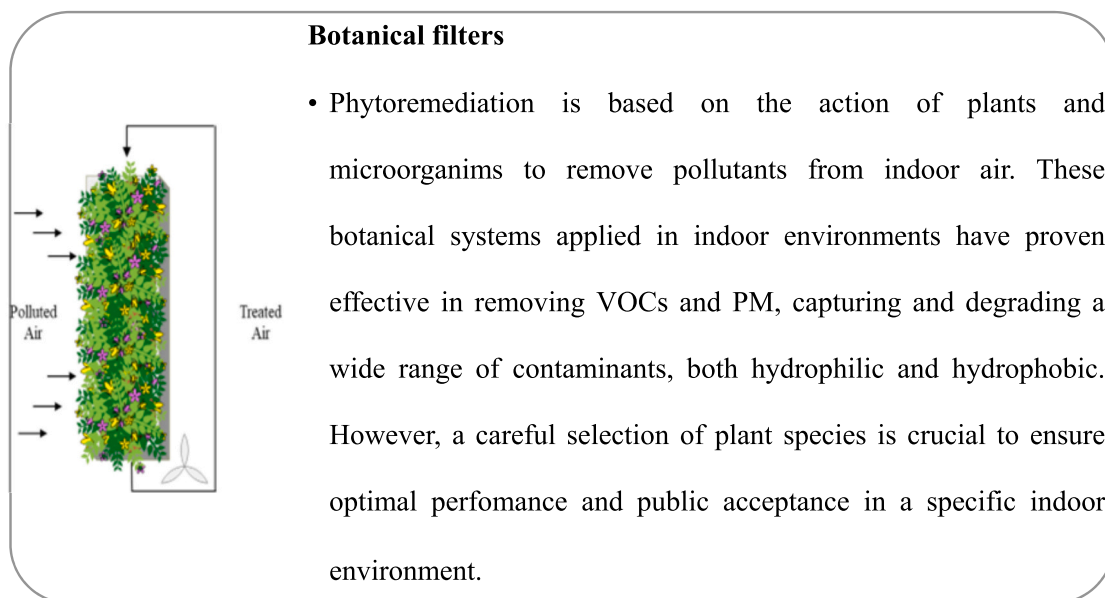 Botanical filters
• Phytoremediation is based on the action of plants and
microorganims to remove pollutants from indoor air. These
botanical systems applied in indoor environments have proven
effective in removing VOCs and PM, capturing and degrading a
wide range of contaminants, both hydrophilic and hydrophobic.
However, a careful selection of plant species is crucial to ensure
optimal perfomance and public acceptance in a specific indoor
environment.
Polluted
Air
Treated
Air